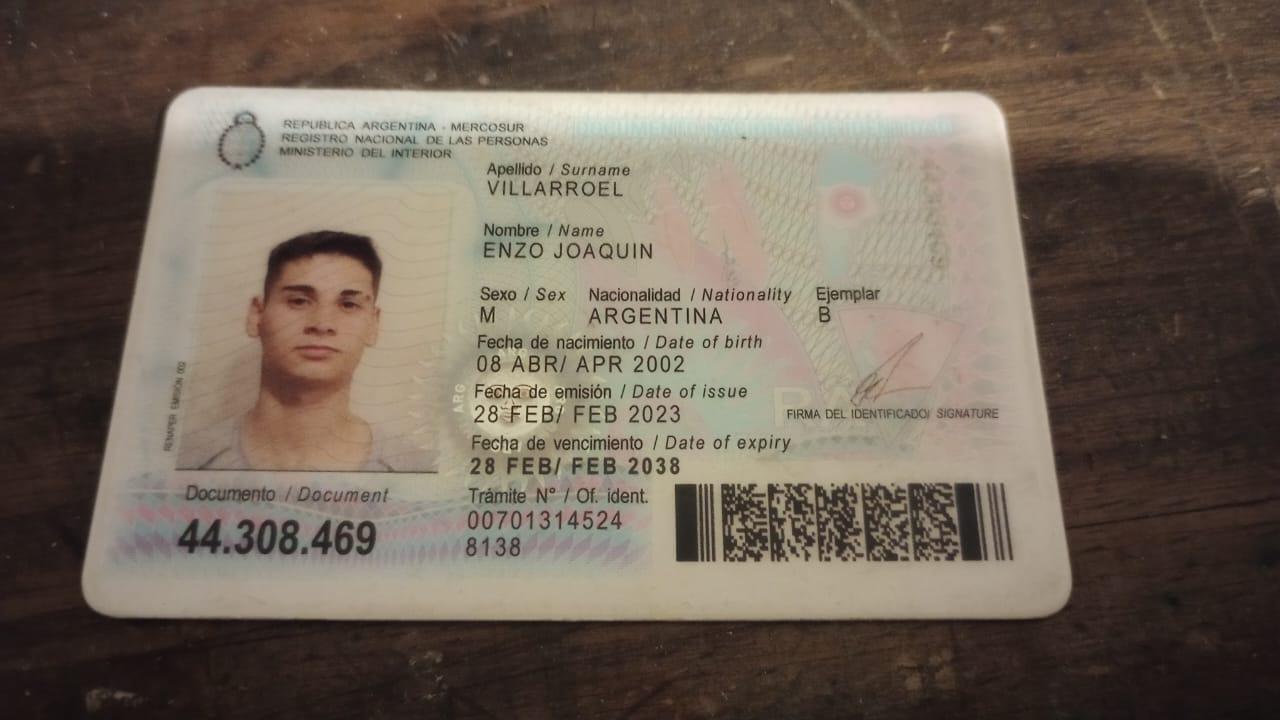 REPUBLICA ARGENTINA - MERCOSUR
REGISTRO NACIONAL DE LAS PERSONAS
MINISTERIO DEL INTERIOR
Apellido / Surname
VILLARROEL
Nombre / Name
ENZO JOAQUIN
Sexo / Sex Nacionalidad / Nationality Ejemplar
M ARGENTINA B
Fecha de nacimiento / Date of birth
08 ABR/ APR 2002
Fecha de emisión / Date of issue
28 FEB/ FEB 2023
FIRMA DEL IDENTIFICADO/ SIGNATURE
Fecha de vencimiento / Date of expiry
28 FEB/ FEB 2038
Documento / Document
44.308.469
Trámite N° / Of. ident.
00701314524
8138
RENAPER EMISIÓN 002
ARG